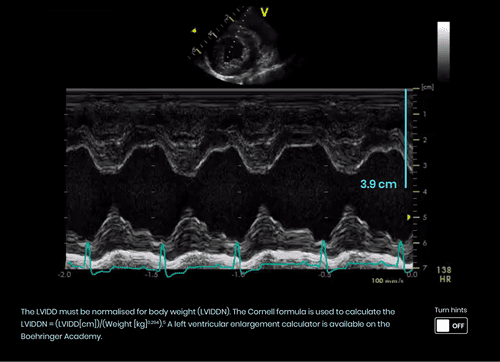 V
[cm]
1
2
3
3.9 cm
4
5
6
7
-2.0
-1.5
-1.0
-0.5
0.0
100 mm/s
138
HR
The LVIDD must be normalised for body weight (LVIDDN). The Cornell formula is used to calculate the
LVIDDN = (LVIDD[cm])/(Weight [kg]0.294).5 A left ventricular enlargement calculator is available on the
Boehringer Academy.
Turn hints
OFF